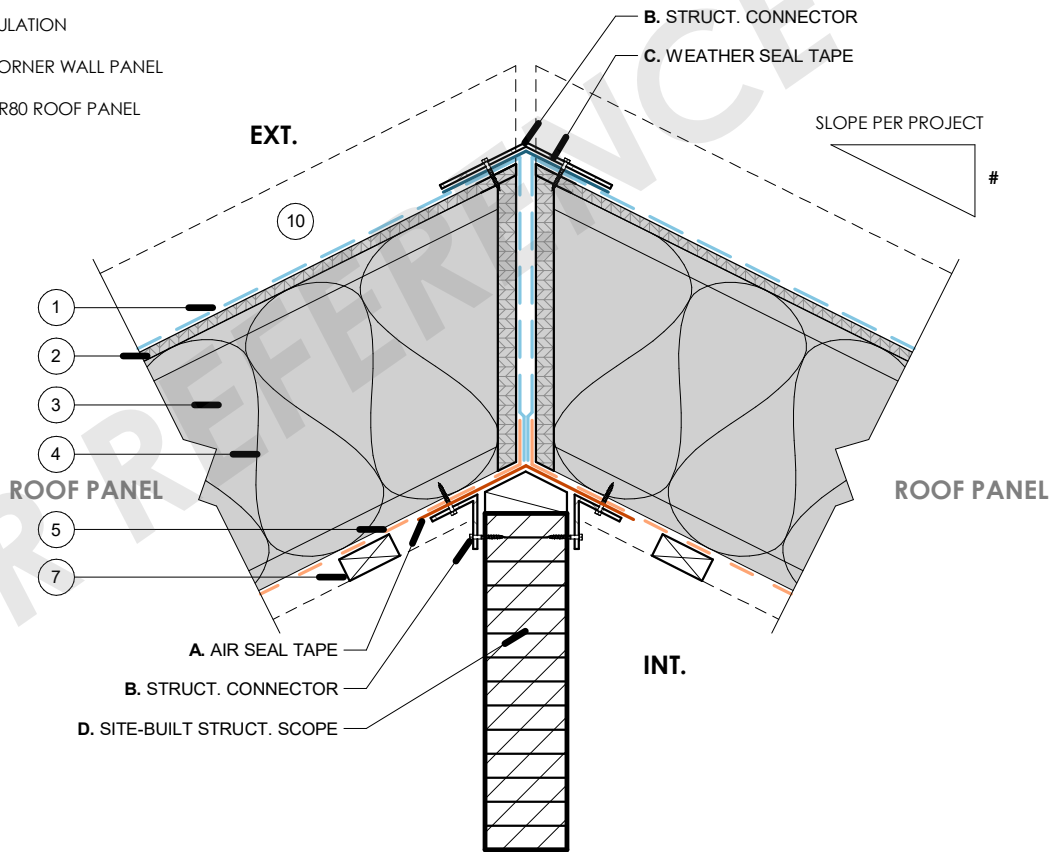 ULATION
ORNER WALL PANEL
R80 ROOF PANEL
B. STRUCT. CONNECTOR
C. WEATHER SEAL TAPE
EXT.
SLOPE PER PROJECT
#
10
1
2
3
4
ROOF PANEL
ROOF PANEL
5
7
A. AIR SEAL TAPE
B. STRUCT. CONNECTOR
D. SITE-BUILT STRUCT. SCOPE
INT.
R REFERENCE